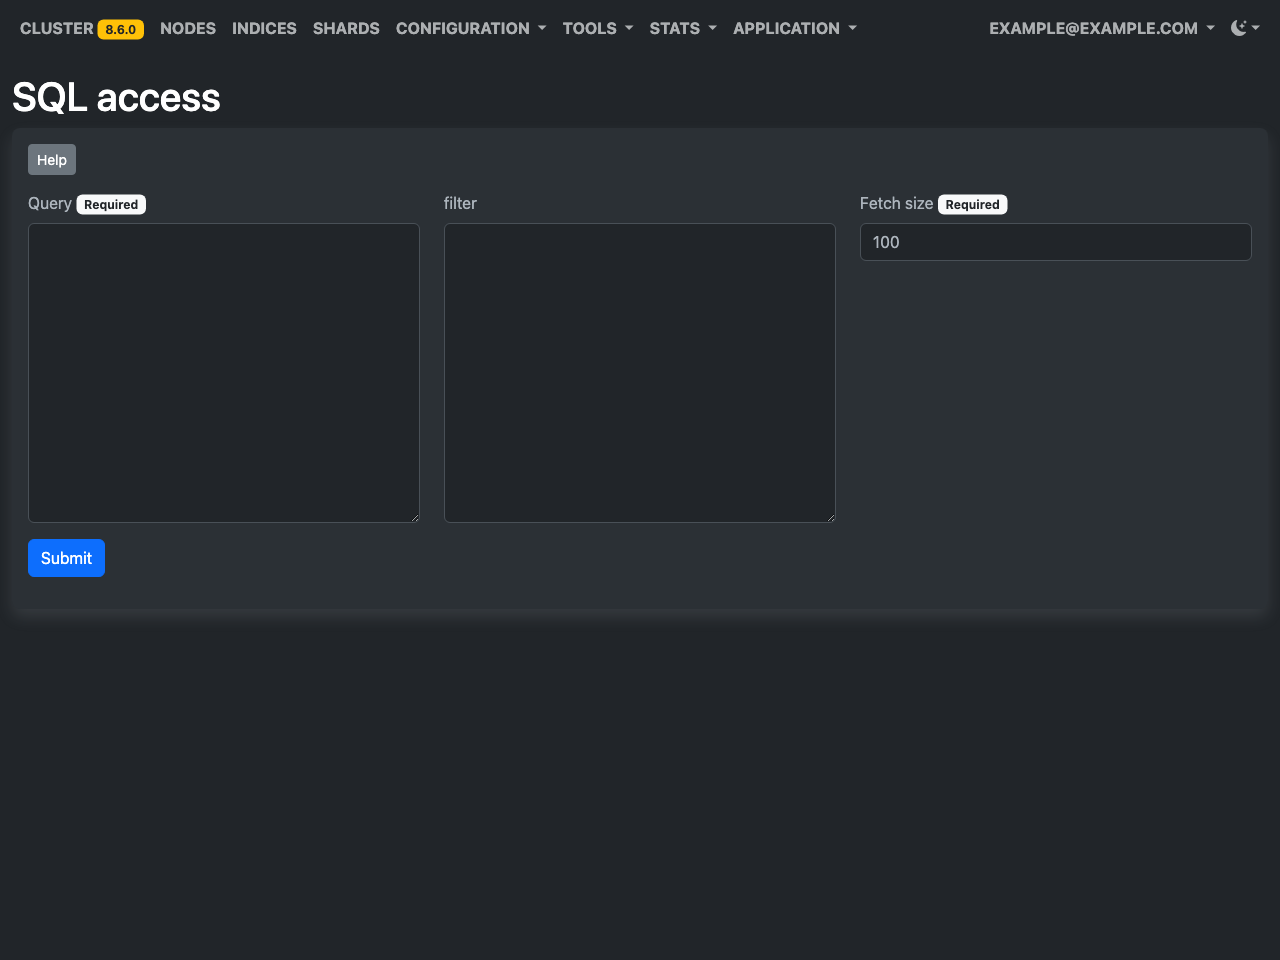 CLUSTER 8.6.0 NODES INDICES SHARDS CONFIGURATION TOOLS STATS APPLICATION EXAMPLE@EXAMPLE.COM
SQL access
Help
Query Required filter Fetch size Required
100
Submit